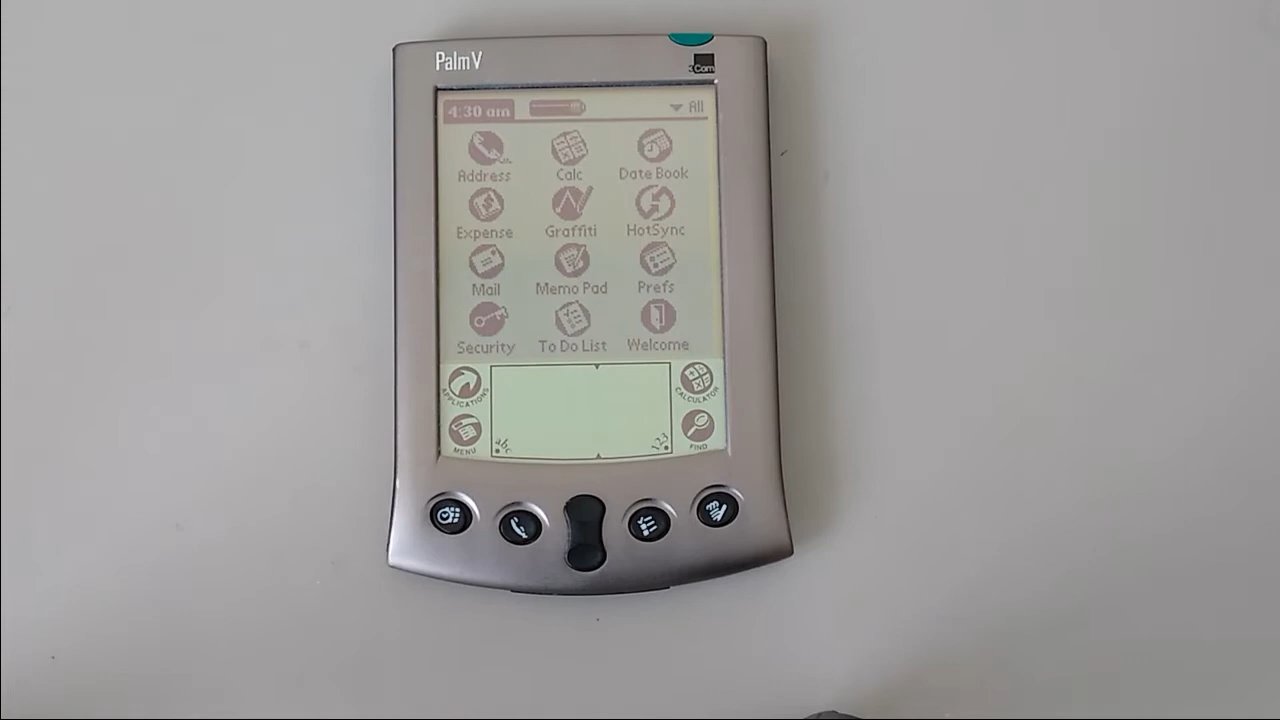 PalmV
3Com
4:30 am
All
Address
Calc
Date Book
Expense
Graffiti
HotSync
Mail
Memo Pad
Prefs
Security
To Do List
Welcome
APPLICATIONS
CALCULATOR
MENU
abc
123
FIND